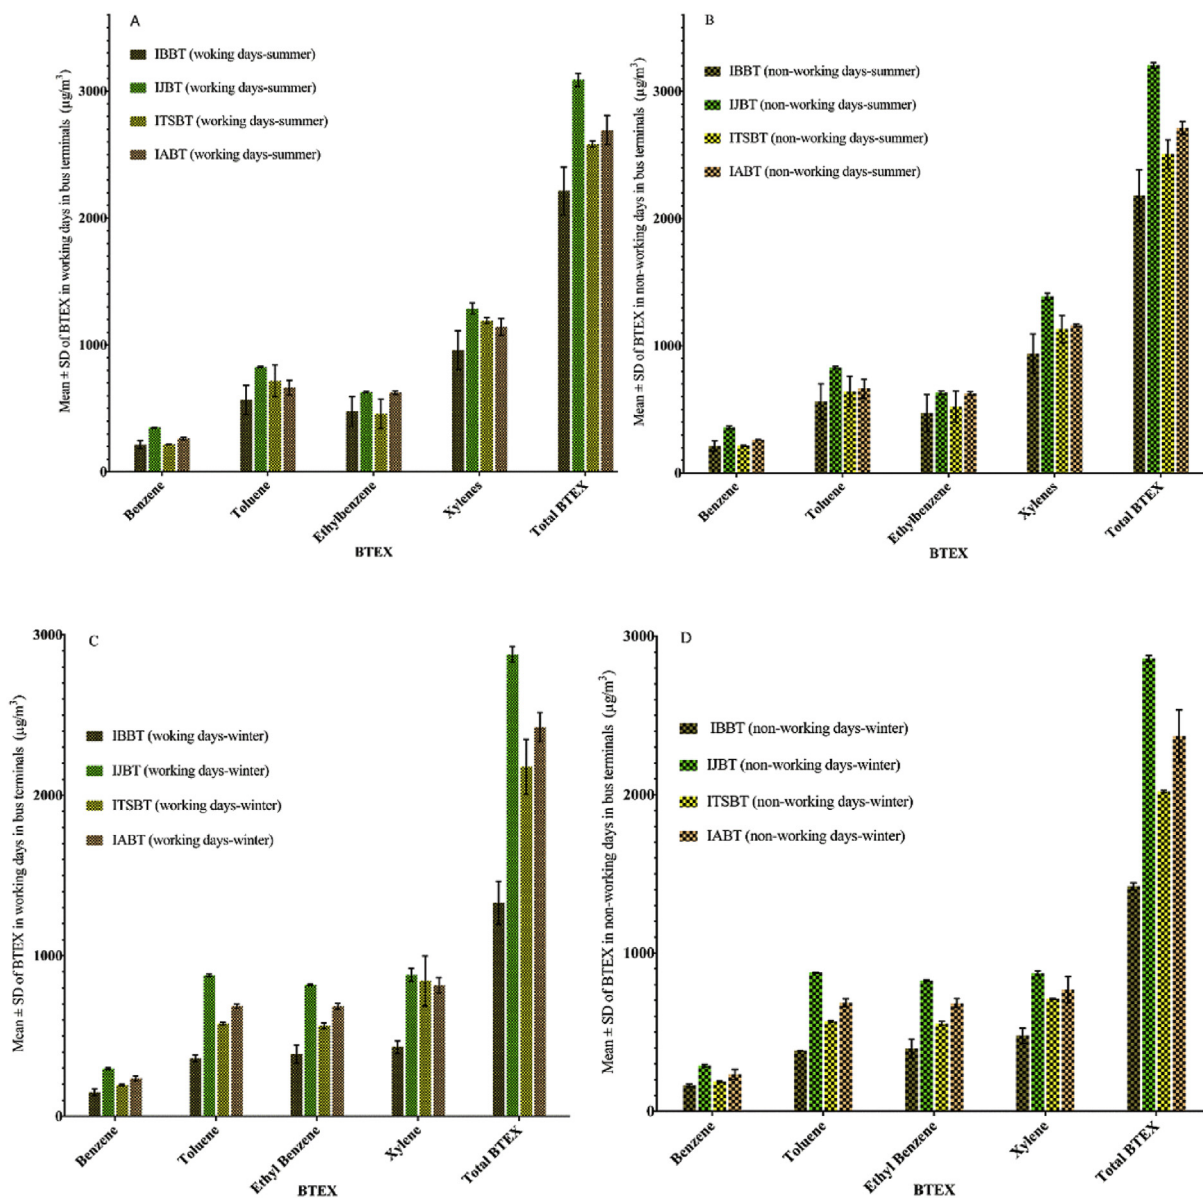 A
IBBT (woking days-summer)
IJBT (working days-summer)
ITSBT (working days-summer)
IABT (working days-summer)
Mean ± SD of BTEX in working days in bus terminals (µg/m³)
3000
2000
1000
0
Benzene
Toluene
Ethylbenzene
Xylenes
Total BTEX
BTEX
B
IBBT (non-working days-summer)
IJBT (non-working days-summer)
ITSBT (non-working days-summer)
IABT (non-working days-summer)
Mean ± SD of BTEX in non-working days in bus terminals (µg/m³)
3000
2000
1000
0
Benzene
Toluene
Ethylbenzene
Xylenes
Total BTEX
BTEX
C
IBBT (woking days-winter)
IJBT (working days-winter)
ITSBT (working days-winter)
IABT (working days-winter)
Mean ± SD of BTEX in working days in bus terminals (µg/m³)
3000
2000
1000
0
Benzene
Toluene
Ethyl Benzene
Xylene
Total BTEX
BTEX
D
IBBT (non-working days-winter)
IJBT (non-working days-winter)
ITSBT (non-working days-winter)
IABT (non-working days-winter)
Mean ± SD of BTEX in non-working days in bus terminals (µg/m³)
3000
2000
1000
0
Benzene
Toluene
Ethyl Benzene
Xylene
Total BTEX
BTEX